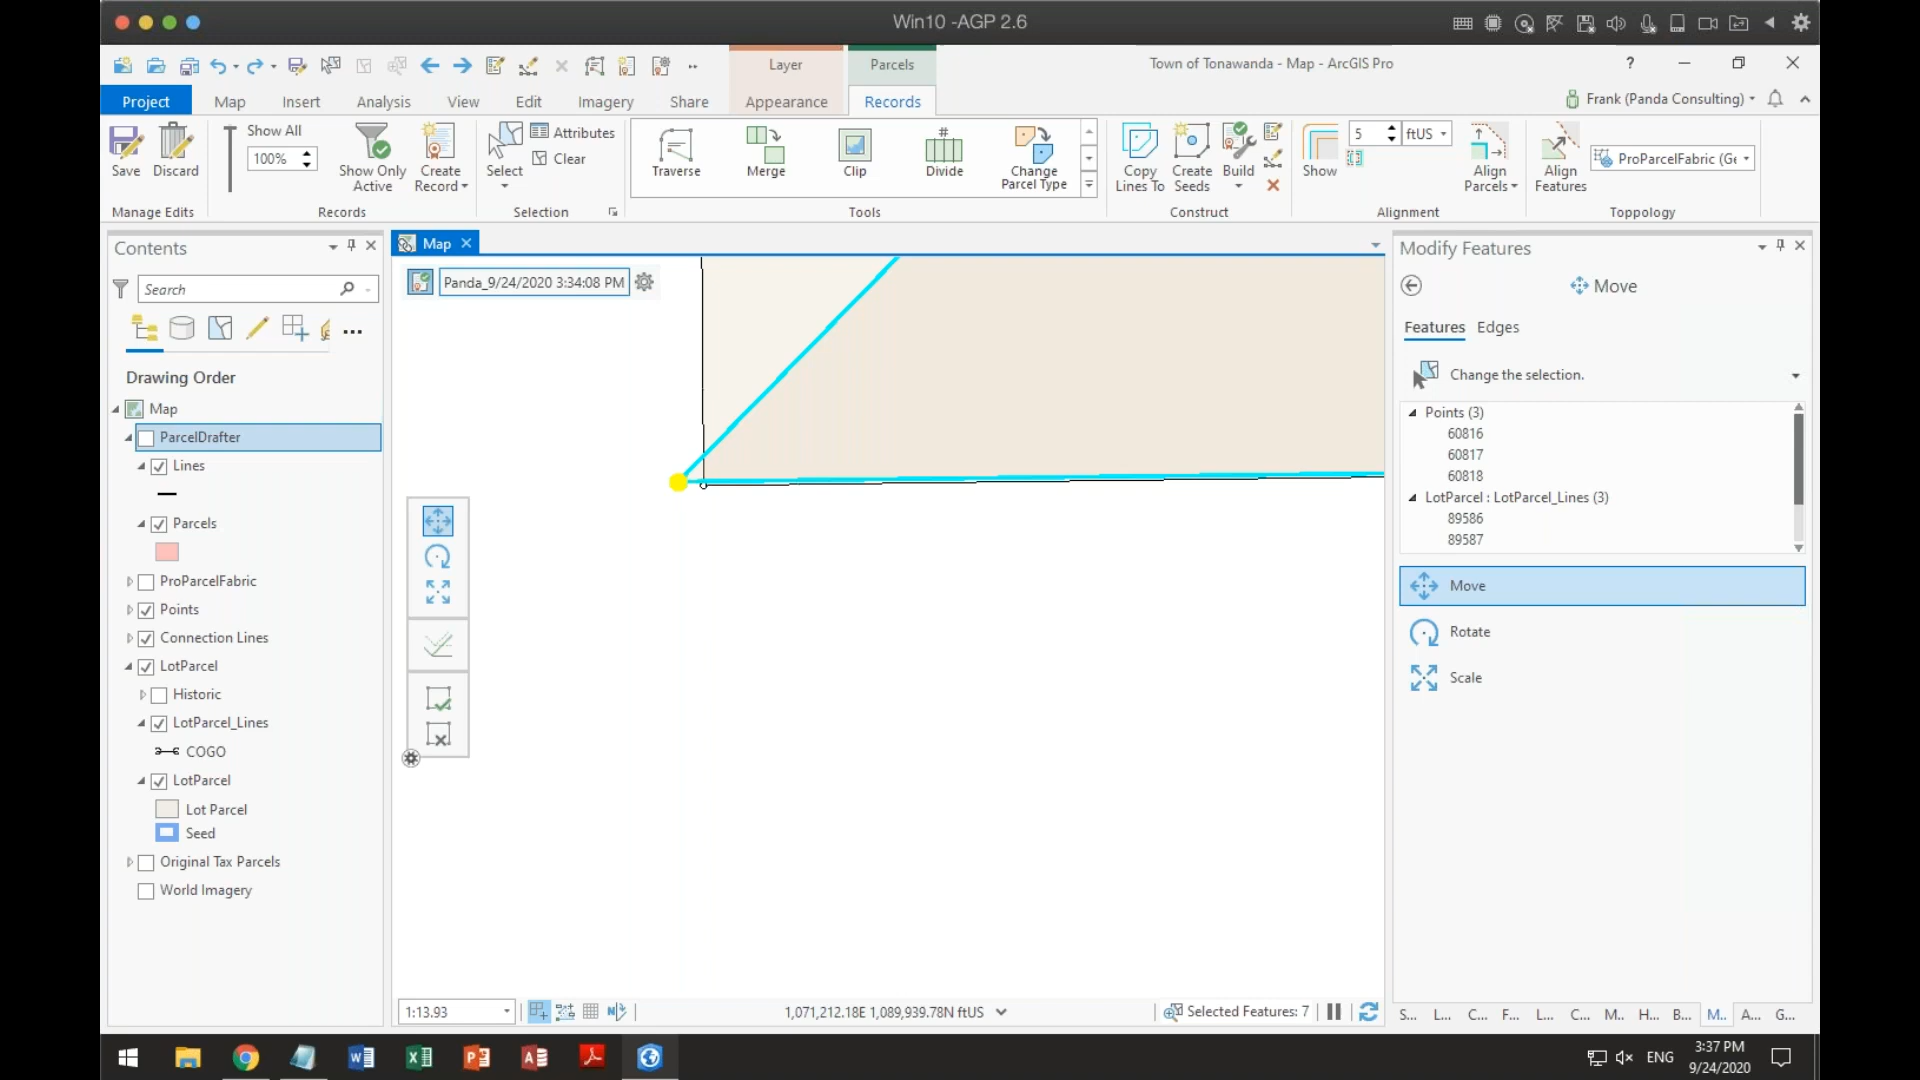 Win10 -AGP 2.6
Layer
Parcels
Town of Tonawanda - Map - ArcGIS Pro
?
Project
Map
Insert
Analysis
View
Edit
Imagery
Share
Appearance
Records
Frank (Panda Consulting)
Save
Discard
Manage Edits
Show All
100%
Show Only
Active
Create
Record
Records
Select
Attributes
Clear
Selection
Traverse
Merge
Clip
#
Divide
Change
Parcel Type
Tools
Copy
Lines To
Create
Seeds
Build
Construct
Show
5
ftUS
Align
Parcels
Alignment
Align
Features
ProParcelFabric (Ge
Toppology
Contents
Search
Drawing Order
Map
ParcelDrafter
Lines
Parcels
ProParcelFabric
Points
Connection Lines
LotParcel
Historic
LotParcel_Lines
COGO
LotParcel
Lot Parcel
Seed
Original Tax Parcels
World Imagery
Map
Panda_9/24/2020 3:34:08 PM
1:13.93
1,071,212.18E 1,089,939.78N ftUS
Selected Features: 7
Modify Features
Move
Features
Edges
Change the selection.
Points (3)
60816
60817
60818
LotParcel : LotParcel_Lines (3)
89586
89587
Move
Rotate
Scale
S...
L...
C...
F...
L...
C...
M..
H...
B...
M..
A...
G...
ENG
3:37 PM
9/24/2020